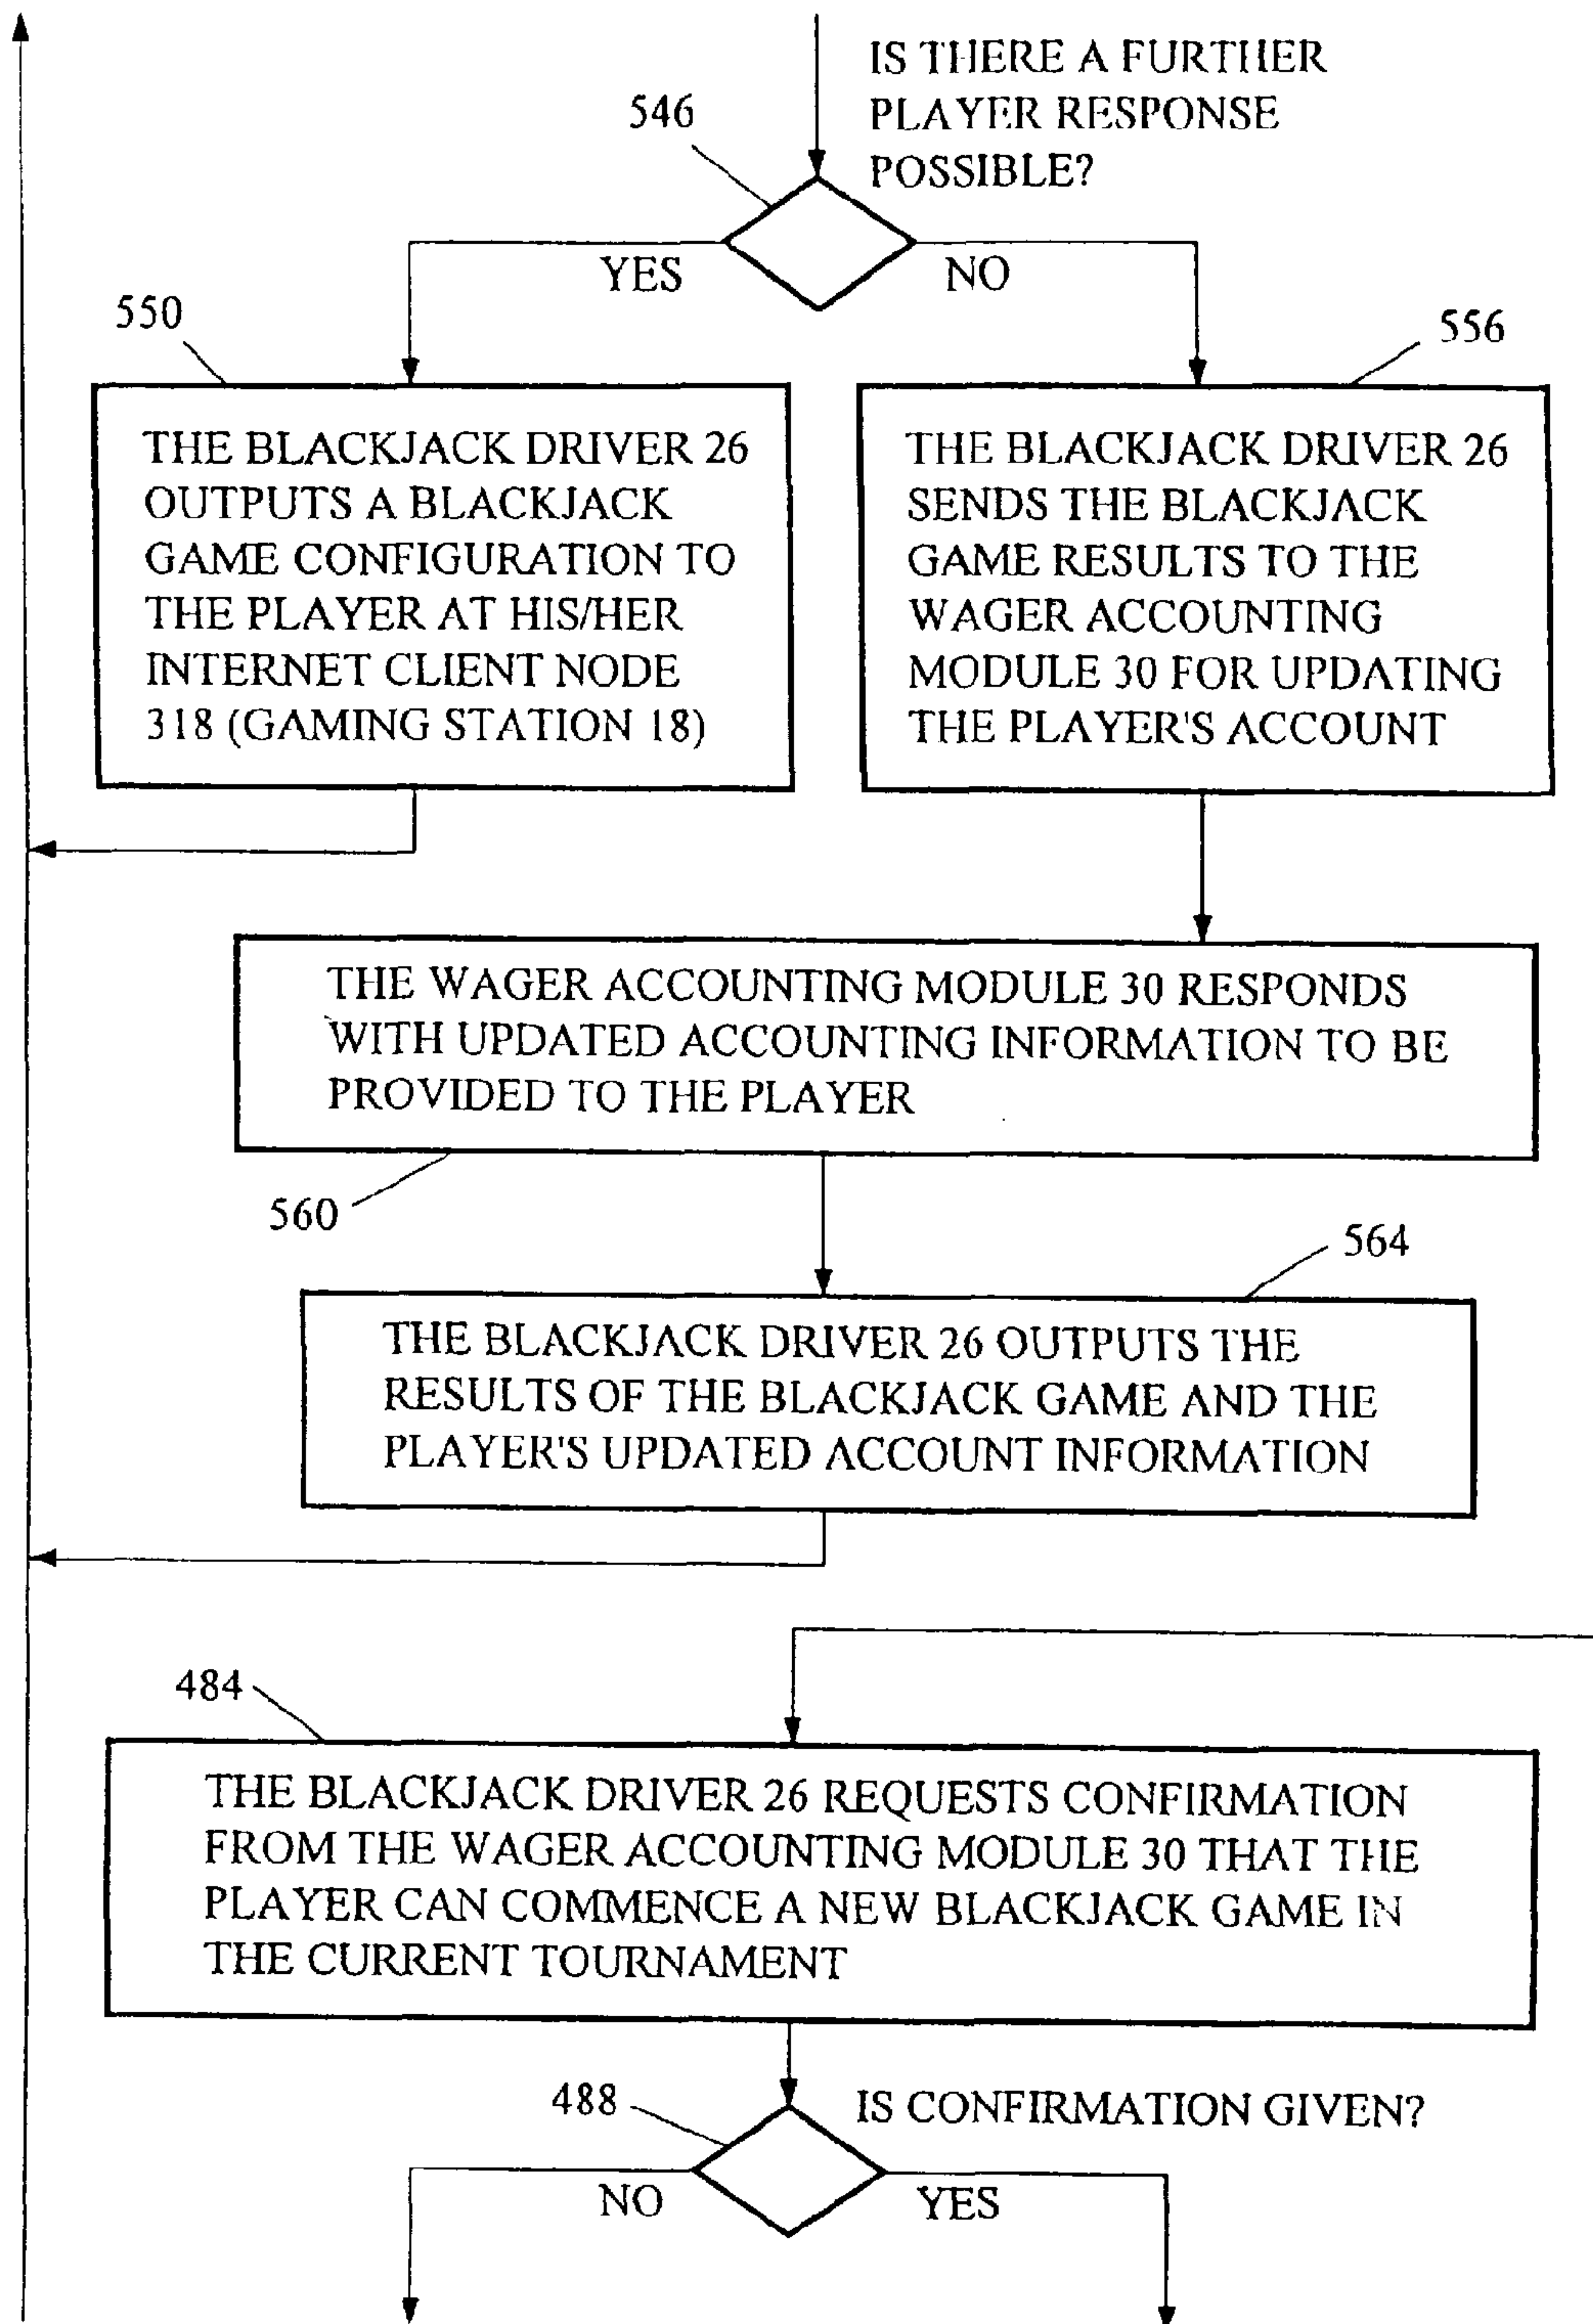 IS THERE A FURTHER
PLAYER RESPONSE
POSSIBLE?
546
YES
NO
550
556
THE BLACKJACK DRIVER 26
OUTPUTS A BLACKJACK
GAME CONFIGURATION TO
THE PLAYER AT HIS/HER
INTERNET CLIENT NODE
318 (GAMING STATION 18)
THE BLACKJACK DRIVER 26
SENDS THE BLACKJACK
GAME RESULTS TO THE
WAGER ACCOUNTING
MODULE 30 FOR UPDATING
THE PLAYER'S ACCOUNT
THE WAGER ACCOUNTING MODULE 30 RESPONDS
WITH UPDATED ACCOUNTING INFORMATION TO BE
PROVIDED TO THE PLAYER
560
564
THE BLACKJACK DRIVER 26 OUTPUTS THE
RESULTS OF THE BLACKJACK GAME AND THE
PLAYER'S UPDATED ACCOUNT INFORMATION
484
THE BLACKJACK DRIVER 26 REQUESTS CONFIRMATION
FROM THE WAGER ACCOUNTING MODULE 30 THAT THE
PLAYER CAN COMMENCE A NEW BLACKJACK GAME IN
THE CURRENT TOURNAMENT
488
IS CONFIRMATION GIVEN?
NO
YES